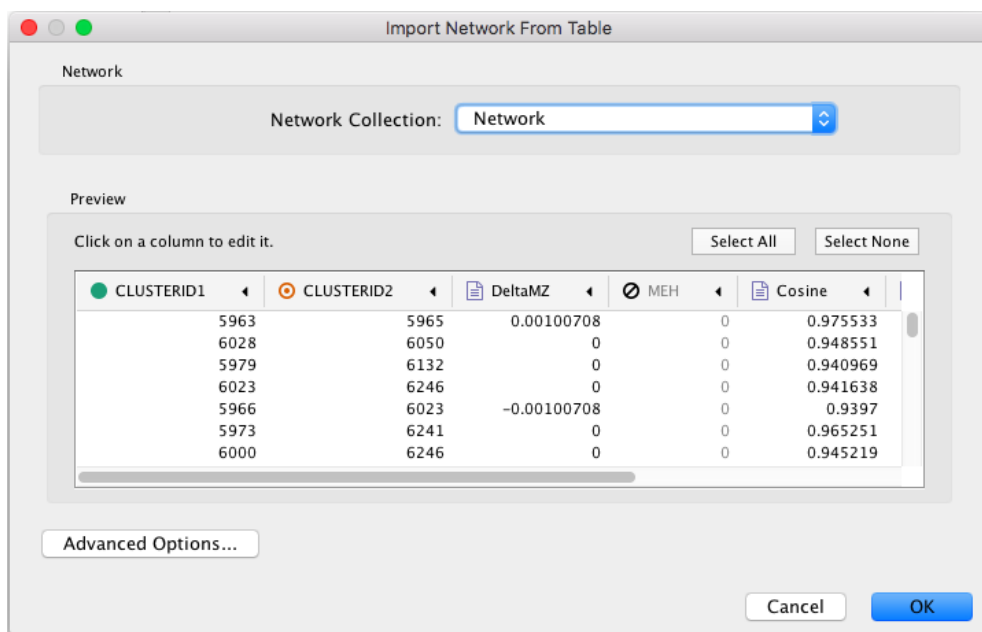 Import Network From Table
Network
Network Collection: Network
Preview
Click on a column to edit it. Select All Select None
CLUSTERID1 CLUSTERID2 DeltaMZ MEH Cosine
5963 5965 0.00100708 0 0.975533
6028 6050 0 0 0.948551
5979 6132 0 0 0.940969
6023 6246 0 0 0.941638
5966 6023 -0.00100708 0 0.9397
5973 6241 0 0 0.965251
6000 6246 0 0 0.945219
Advanced Options...
Cancel OK